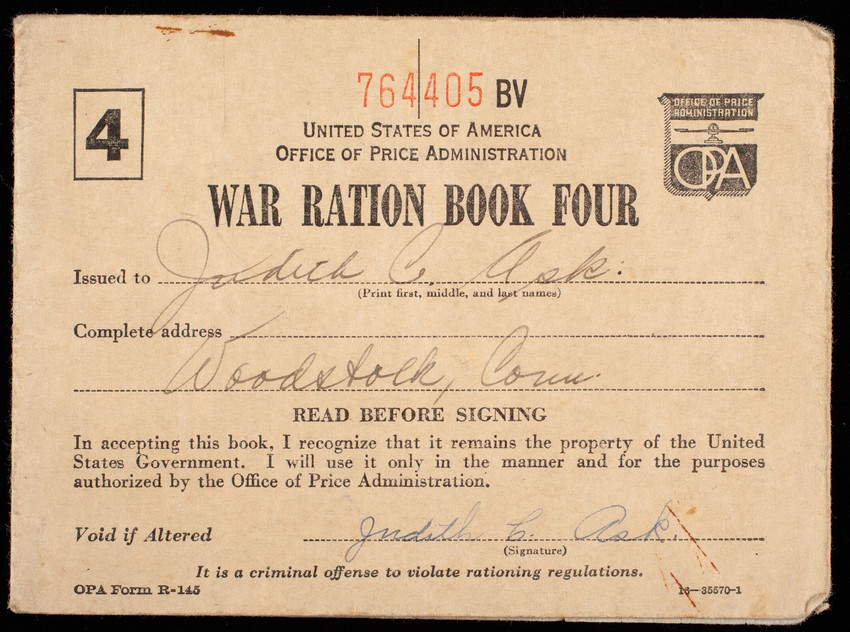 764405 BV
4
OFFICE OF PRICE
ADMINISTRATION
OPA
UNITED STATES OF AMERICA
OFFICE OF PRICE ADMINISTRATION
WAR RATION BOOK FOUR
Issued to Judith C. Ask.
(Print first, middle, and last names)
Complete address
Woodstock, Conn.
READ BEFORE SIGNING
In accepting this book, I recognize that it remains the property of the United
States Government. I will use it only in the manner and for the purposes
authorized by the Office of Price Administration.
Void if Altered Judith C. Ask.
(Signature)
It is a criminal offense to violate rationing regulations.
OPA Form R-145 16—35570-1